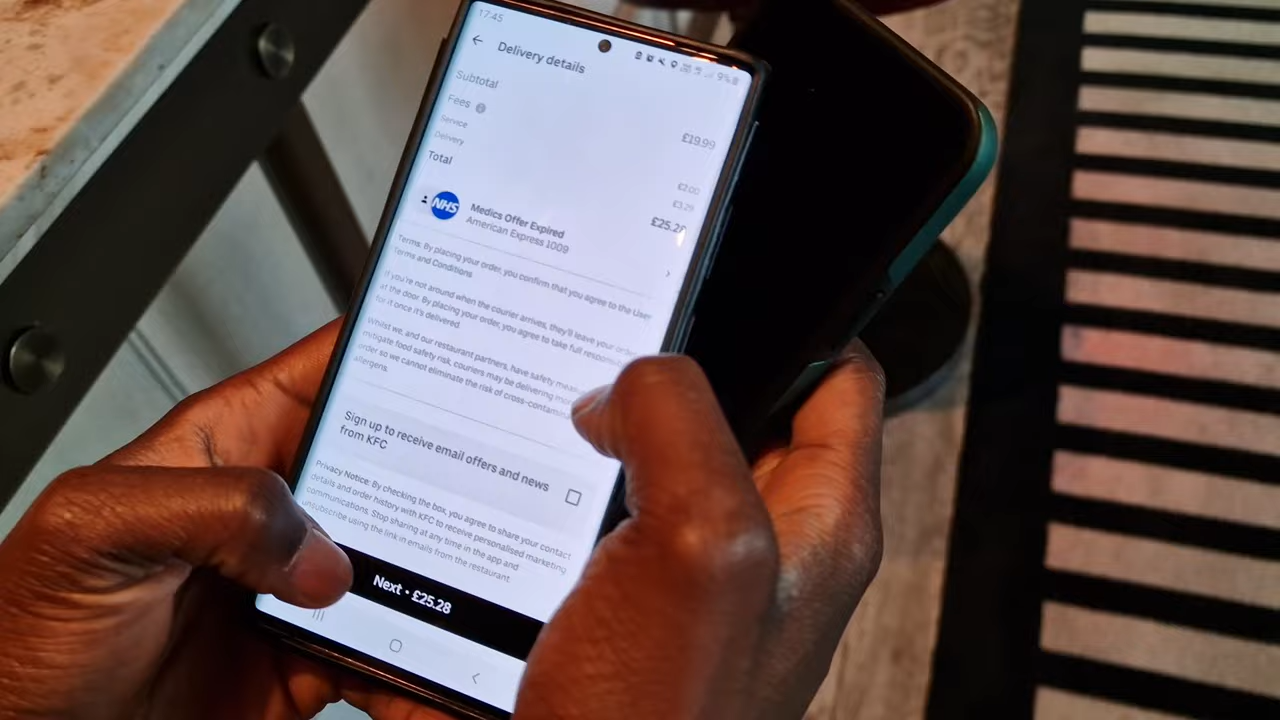 17:45
9%
Delivery details
Subtotal
£19.99
Fees
Service
£2.00
Delivery
£3.29
Total
£25.28
NHS
Medics Offer Expired
American Express 1009
Terms: By placing your order, you confirm that you agree to the User
Terms and Conditions
If you're not around when the courier arrives, they'll leave your order
at the door. By placing your order, you agree to take full
for it once it's delivered.
Whilst we, and our restaurant partners, have safety
mitigate food safety risk, couriers may be delivering
order so we cannot eliminate the risk of
allergens.
Sign up to receive email offers and news
from KFC
Privacy Notice: By checking the box, you agree to share your contact
details and order history with KFC to receive personalised marketing
communications. Stop sharing at any time in the app and
unsubscribe using the link in emails from the restaurant.
Next • £25.28